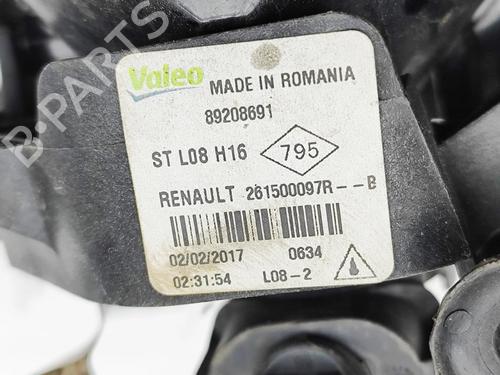 Valeo
MADE IN ROMANIA
89208691
ST L08 H16 795
RENAULT 261500097R--B
02/02/2017 0634
02:31:54 L08-2